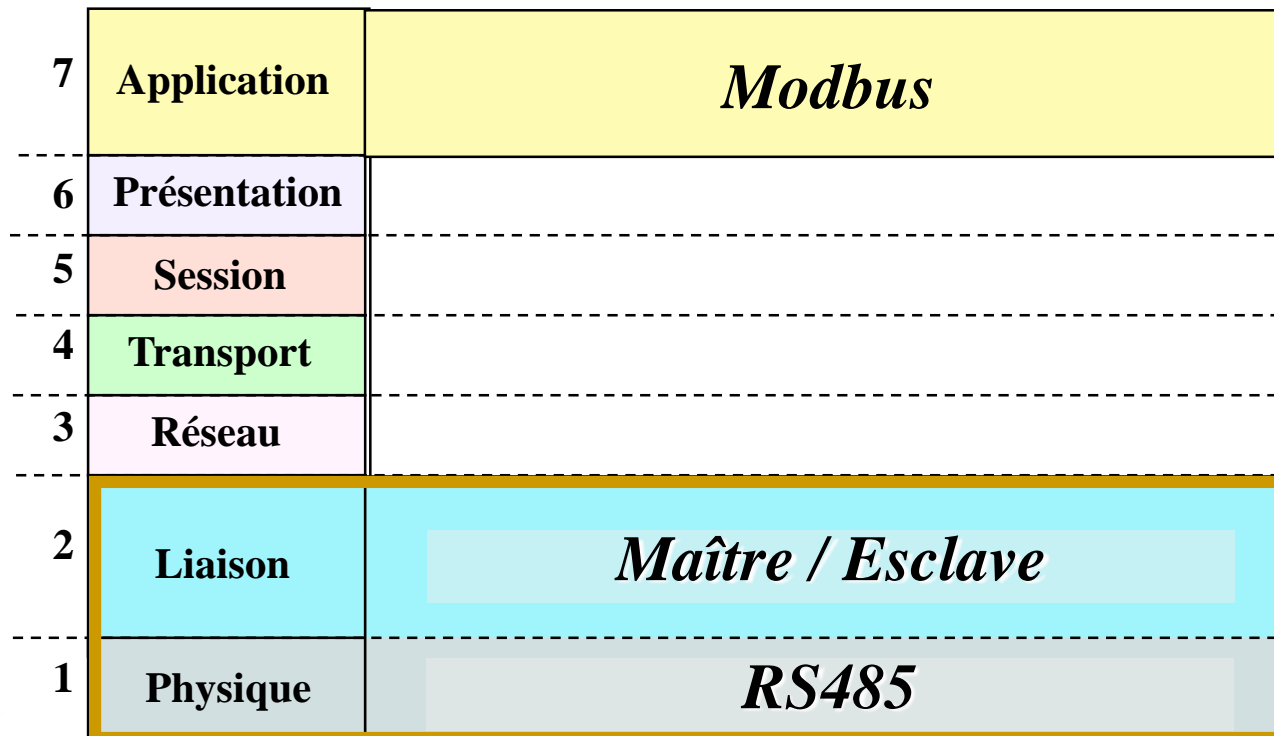 7 Application Modbus
6 Présentation
5 Session
4 Transport
3 Réseau
2 Liaison Maître / Esclave
1 Physique RS485